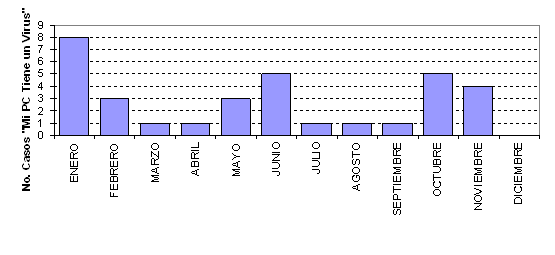 No. Casos "Mi PC Tiene un Virus"
9
8
7
6
5
4
3
2
1
0
ENERO
FEBRERO
MARZO
ABRIL
MAYO
JUNIO
JULIO
AGOSTO
SEPTIEMBRE
OCTUBRE
NOVIEMBRE
DICIEMBRE